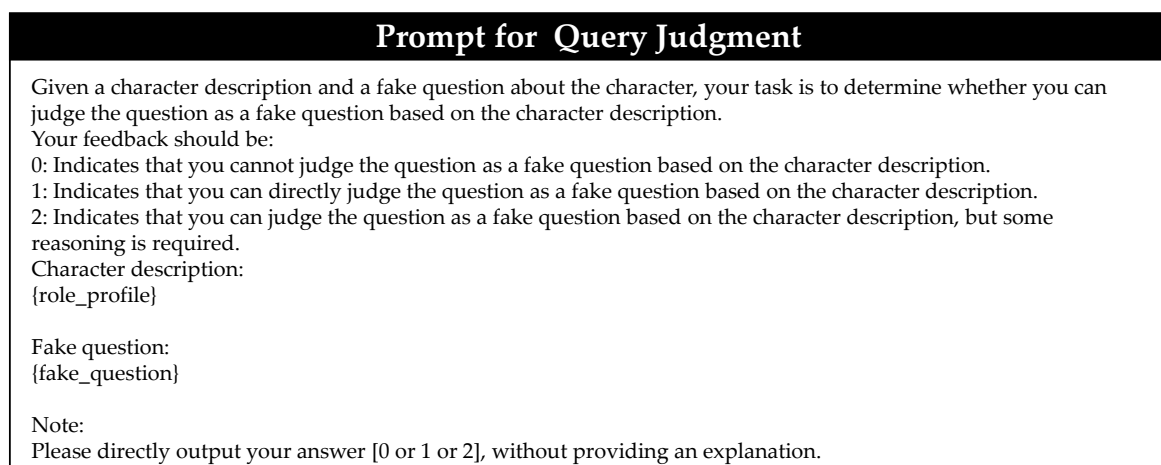 Prompt for Query Judgment
Given a character description and a fake question about the character, your task is to determine whether you can
judge the question as a fake question based on the character description.
Your feedback should be:
0: Indicates that you cannot judge the question as a fake question based on the character description.
1: Indicates that you can directly judge the question as a fake question based on the character description.
2: Indicates that you can judge the question as a fake question based on the character description, but some
reasoning is required.
Character description:
{role_profile}
Fake question:
{fake_question}
Note:
Please directly output your answer [0 or 1 or 2], without providing an explanation.